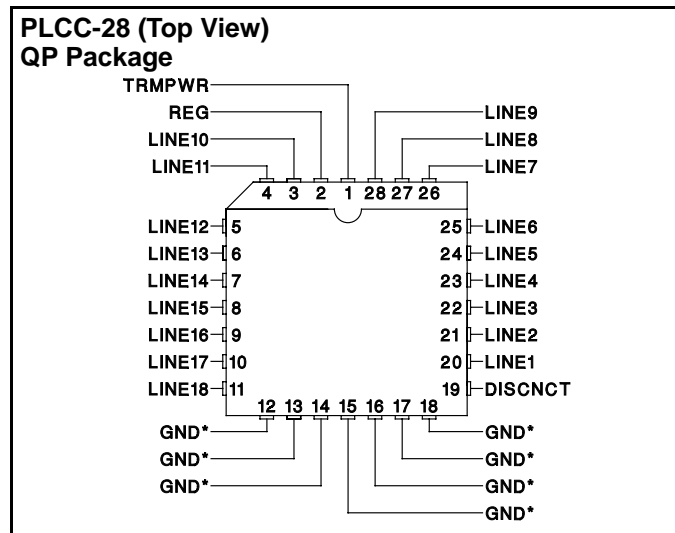 PLCC-28 (Top View)
QP Package
TRMPWR
REG LINE9
LINE10 LINE8
LINE11 LINE7
4 3 2 1 28 27 26
LINE12 5 25 LINE6
LINE13 6 24 LINE5
LINE14 7 23 LINE4
LINE15 8 22 LINE3
LINE16 9 21 LINE2
LINE17 10 20 LINE1
LINE18 11 19 DISCNCT
12 13 14 15 16 17 18
GND* GND*
GND* GND*
GND* GND*
GND*